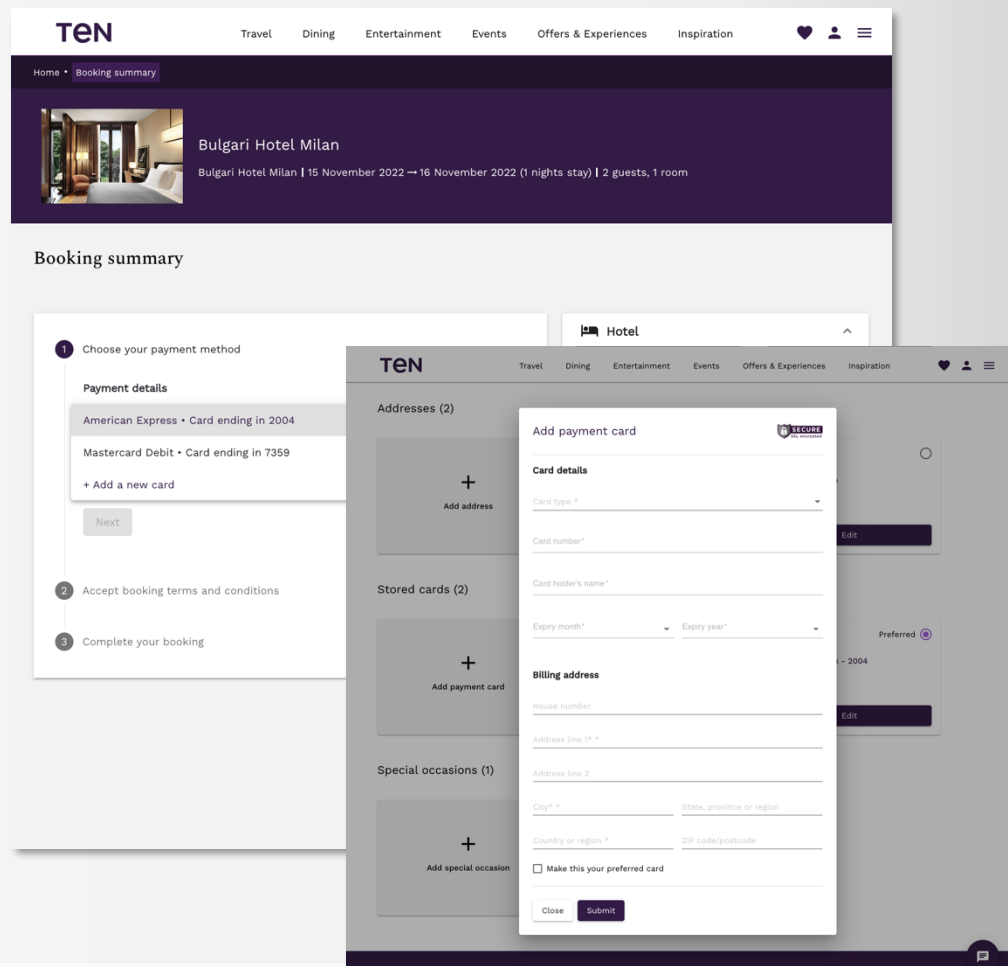 TEN
Travel Dining Entertainment Events Offers & Experiences Inspiration
Home • Booking summary
Bulgari Hotel Milan
Bulgari Hotel Milan | 15 November 2022 → 16 November 2022 (1 nights stay) | 2 guests, 1 room
Booking summary
1 Choose your payment method
Payment details
American Express • Card ending in 2004
Mastercard Debit • Card ending in 7359
+ Add a new card
Next
2 Accept booking terms and conditions
3 Complete your booking
Hotel
TEN
Travel Dining Entertainment Events Offers & Experiences Inspiration
Addresses (2)
Add address
Edit
Stored cards (2)
Add payment card
Preferred
- 2004
Edit
Special occasions (1)
Add special occasion
Add payment card
SECURE
SSL encrypted
Card details
Card type *
Card number*
Card holder's name*
Expiry month* Expiry year*
Billing address
House number
Address line 1* *
Address line 2
City* * State, province or region
Country or region * ZIP code/postcode
Make this your preferred card
Close Submit